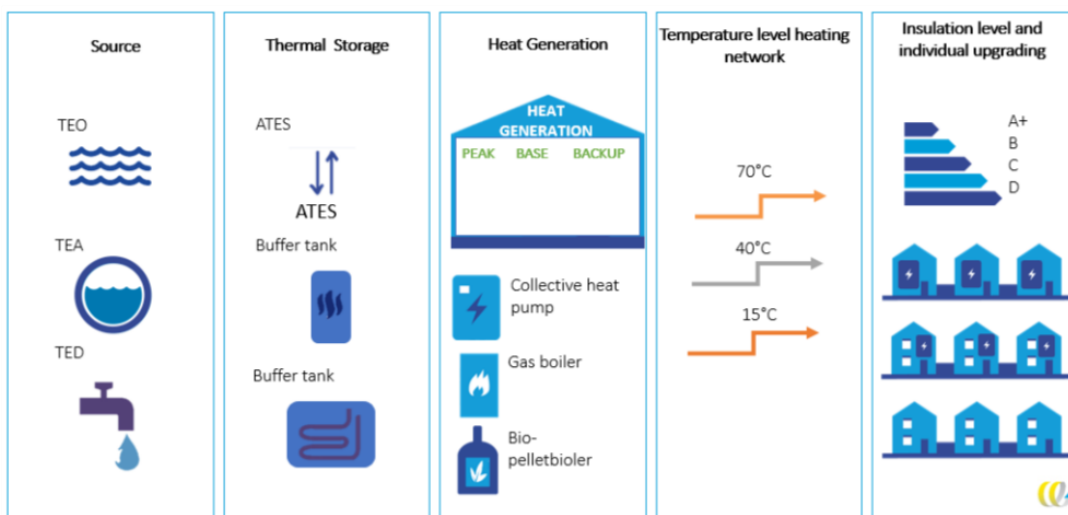 Source
TEO
TEA
TED
Thermal Storage
ATES
ATES
Buffer tank
Buffer tank
Heat Generation
HEAT
GENERATION
PEAK BASE BACKUP
Collective heat
pump
Gas boiler
Bio-
pelletbioler
Temperature level heating
network
70°C
40°C
15°C
Insulation level and
individual upgrading
A+
B
C
D